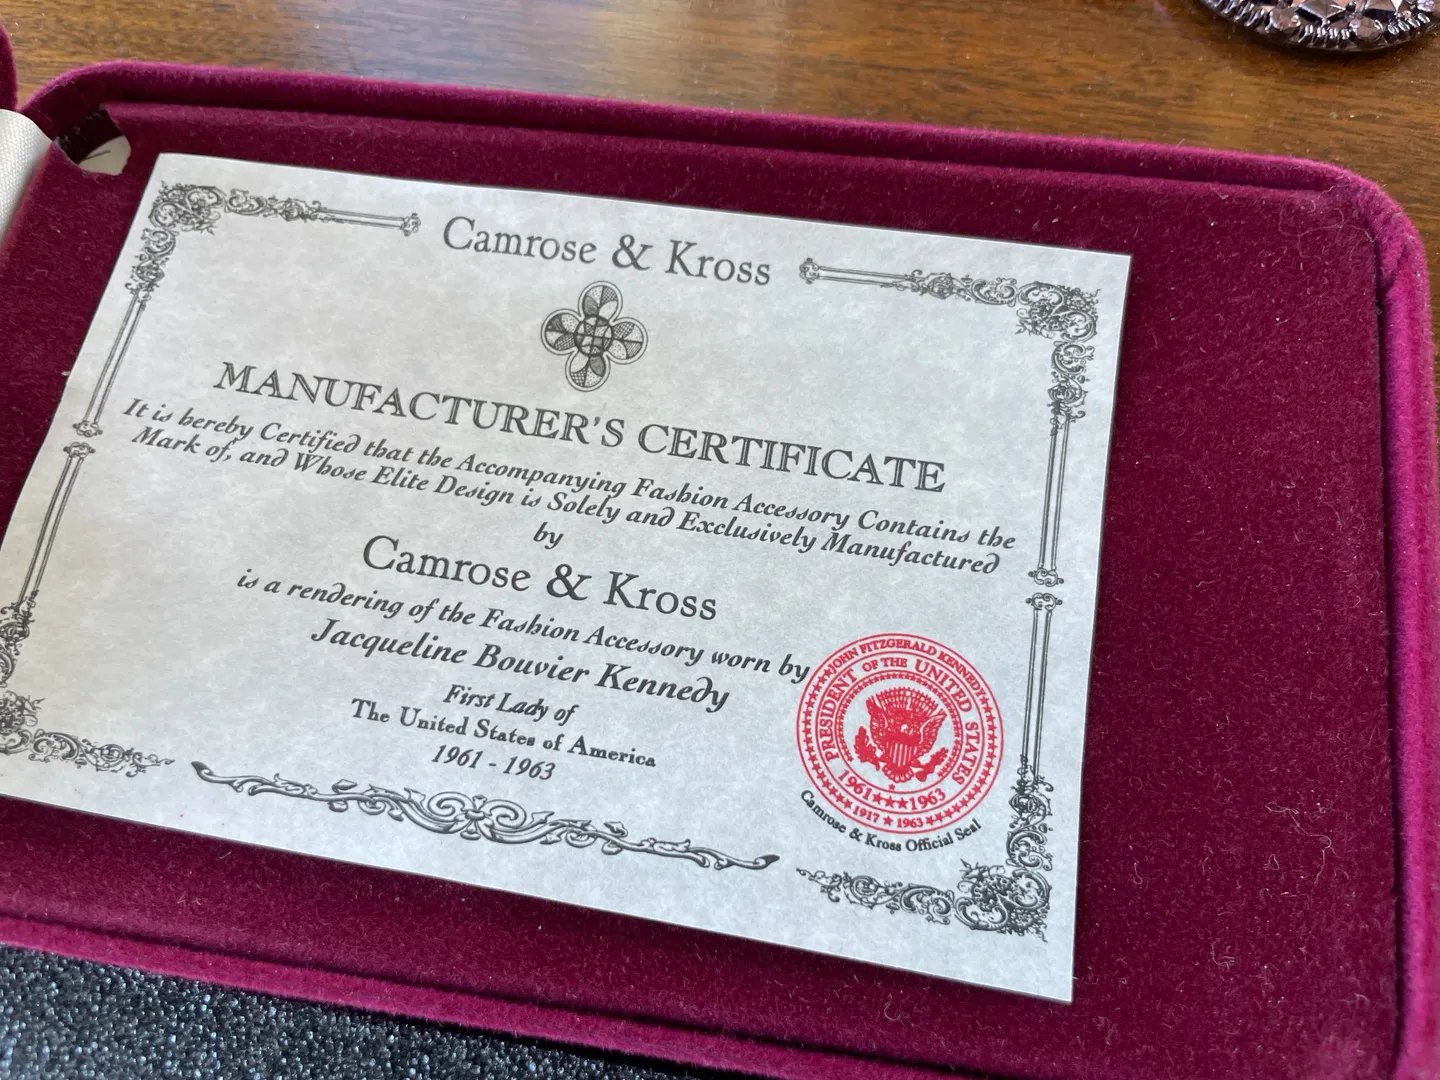 Camrose & Kross
MANUFACTURER'S CERTIFICATE
It is hereby Certified that the Accompanying Fashion Accessory Contains the
Mark of, and Whose Elite Design is Solely and Exclusively Manufactured
by
Camrose & Kross
is a rendering of the Fashion Accessory worn by
Jacqueline Bouvier Kennedy
First Lady of
The United States of America
1961 - 1963
JOHN FITZGERALD KENNEDY
PRESIDENT OF THE UNITED STATES
1961★★★1963
1917 ★ 1963
Camrose & Kross Official Seal